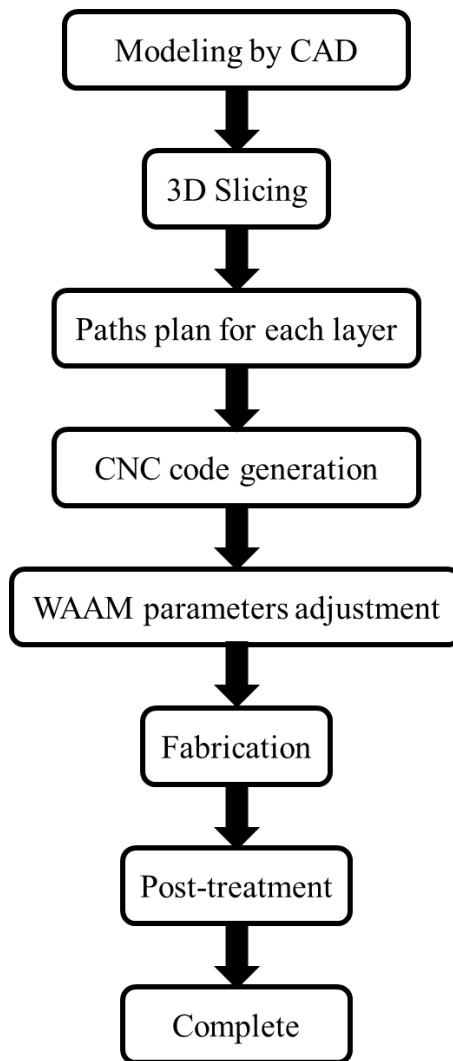 Modeling by CAD
3D Slicing
Paths plan for each layer
CNC code generation
WAAM parameters adjustment
Fabrication
Post-treatment
Complete